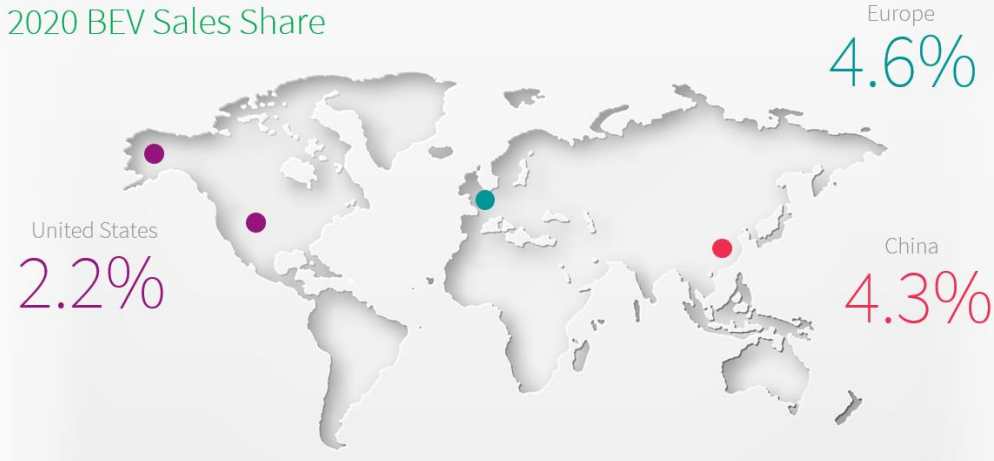 2020 BEV Sales Share
Europe
4.6%
United States
2.2%
China
4.3%